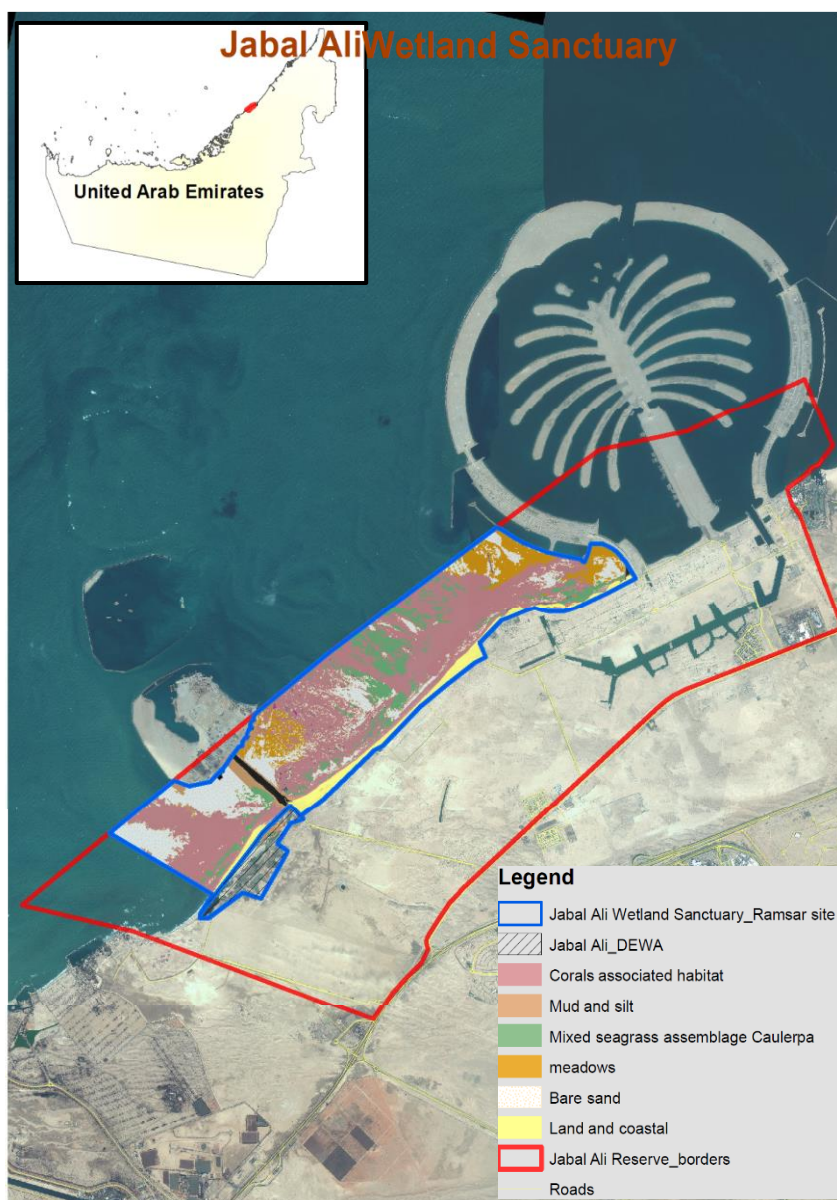 Jabal AliWetland Sanctuary
United Arab Emirates
Legend
Jabal Ali Wetland Sanctuary_Ramsar site
Jabal Ali_DEWA
Corals associated habitat
Mud and silt
Mixed seagrass assemblage Caulerpa
meadows
Bare sand
Land and coastal
Jabal Ali Reserve_borders
Roads